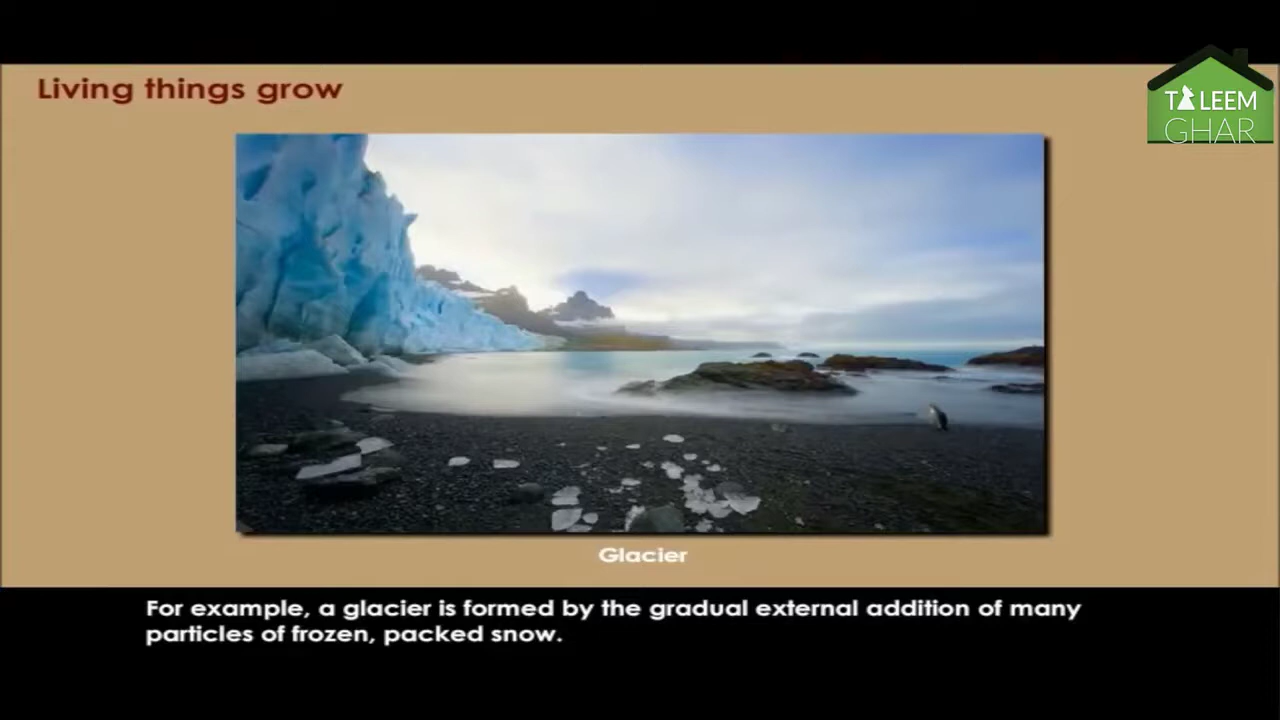 Living things grow
TALEEM
GHAR
Glacier
For example, a glacier is formed by the gradual external addition of many
particles of frozen, packed snow.